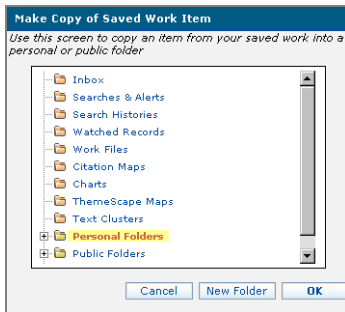 Make Copy of Saved Work Item
Use this screen to copy an item from your saved work into a
personal or public folder
Inbox
Searches & Alerts
Search Histories
Watched Records
Work Files
Citation Maps
Charts
ThemeScape Maps
Text Clusters
Personal Folders
Public Folders
Cancel New Folder OK